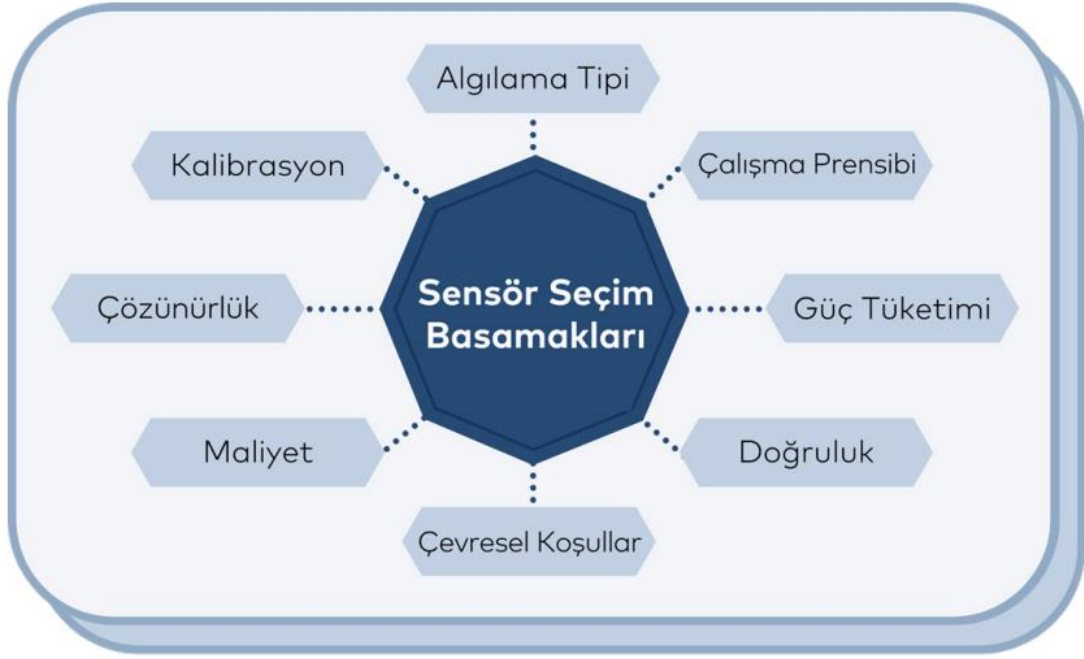 Algılama Tipi
Kalibrasyon
Çalışma Prensibi
Sensör Seçim
Basamakları
Çözünürlük
Güç Tüketimi
Maliyet
Doğruluk
Çevresel Koşullar